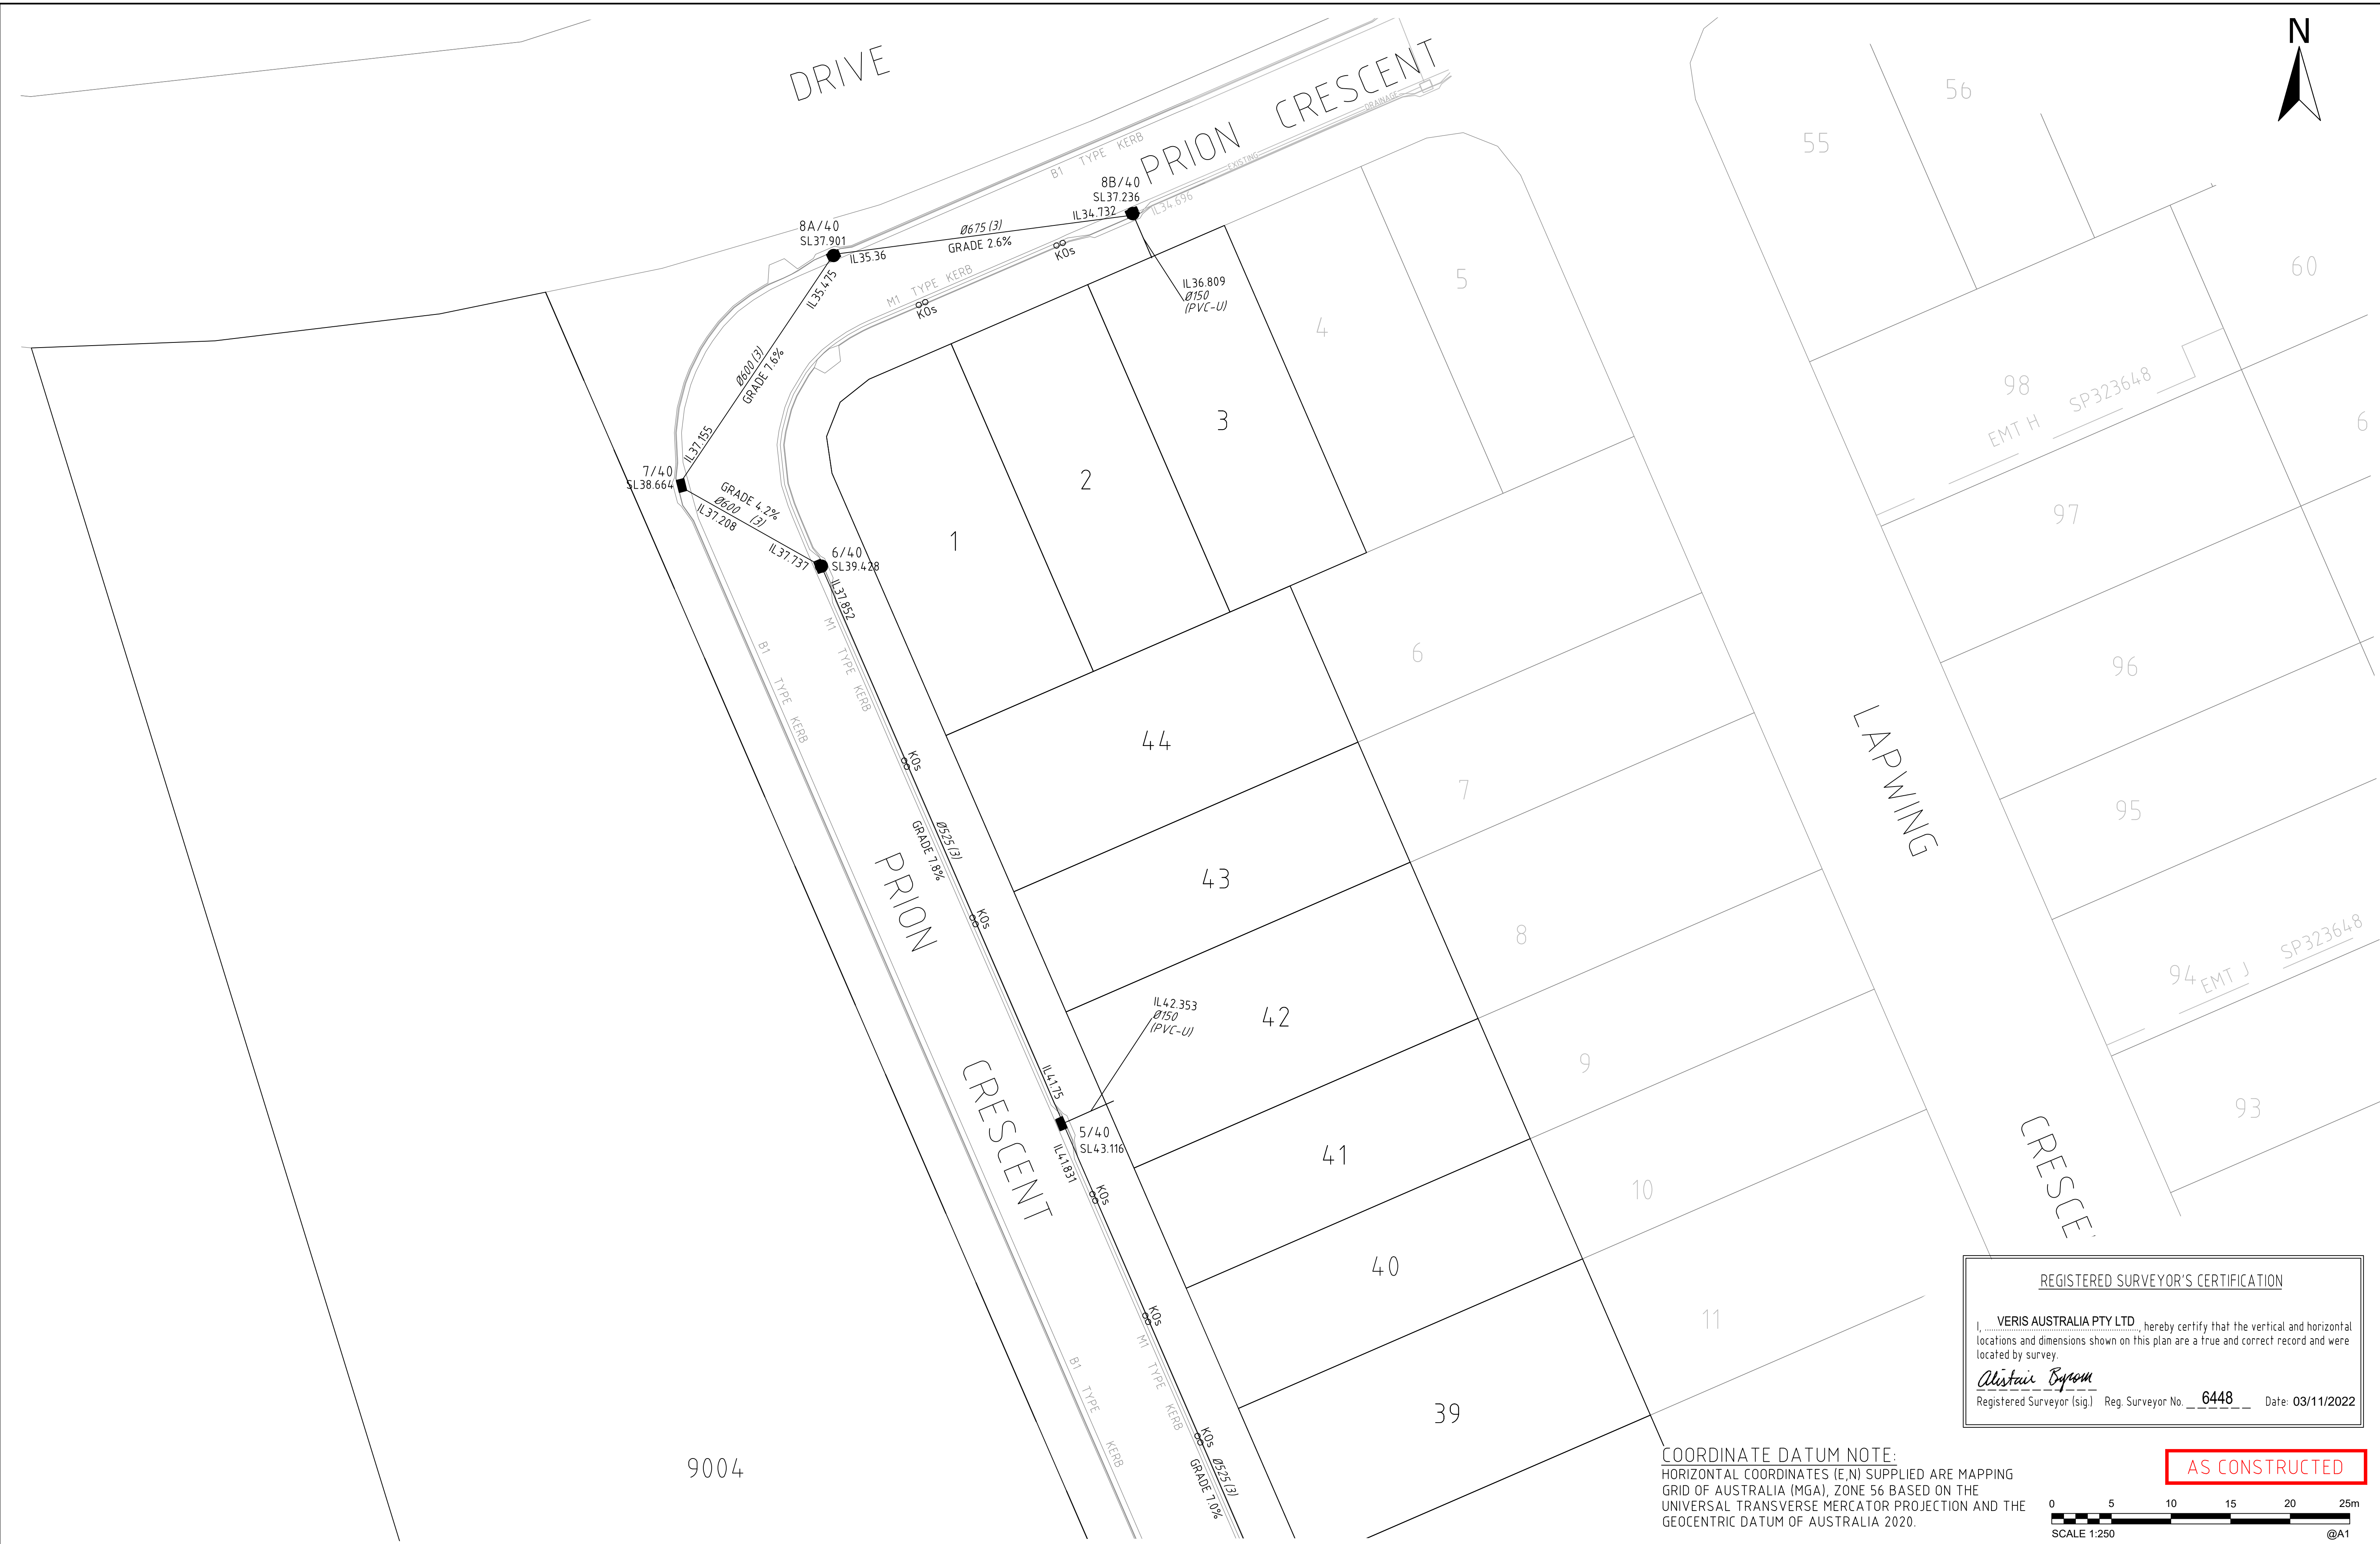 DRIVE
N
PRION CRESCENT
DRAINAGE
EXISTING
B1 TYPE KERB
56
55
60
8B/40
SL37.236
IL34.732
IL34.696
8A/40
SL37.901
Ø675 (3)
GRADE 2.6%
IL35.36
KOs
M1 TYPE KERB
KOs
IL35.475
IL36.809
Ø150
(PVC-U)
5
4
3
2
1
Ø600 (3)
GRADE 7.6%
98
EMT H SP323648
6
IL37.155
7/40
SL38.664
GRADE 4.2%
Ø600 (3)
IL37.208
IL37.737
6/40
SL39.428
IL37.852
97
M1 TYPE KERB
B1 TYPE KERB
6
96
44
KOs
7
LAPWING
95
Ø525 (3)
GRADE 7.8%
43
PRION
KOs
8
94
EMT J SP323648
IL42.353
Ø150
(PVC-U)
42
9
IL41.75
CRESCENT
5/40
SL43.116
IL41.831
41
93
KOs
10
CRESCE
40
KOs
11
M1 TYPE KERB
B1 TYPE KERB
39
KOs
Ø525 (3)
GRADE 7.0%
9004
REGISTERED SURVEYOR'S CERTIFICATION
I, VERIS AUSTRALIA PTY LTD, hereby certify that the vertical and horizontal
locations and dimensions shown on this plan are a true and correct record and were
located by survey.
Alistair Byrom
Registered Surveyor (sig.) Reg. Surveyor No. 6448 Date: 03/11/2022
COORDINATE DATUM NOTE:
HORIZONTAL COORDINATES (E,N) SUPPLIED ARE MAPPING
GRID OF AUSTRALIA (MGA), ZONE 56 BASED ON THE
UNIVERSAL TRANSVERSE MERCATOR PROJECTION AND THE
GEOCENTRIC DATUM OF AUSTRALIA 2020.
AS CONSTRUCTED
0 5 10 15 20 25m
SCALE 1:250 @A1